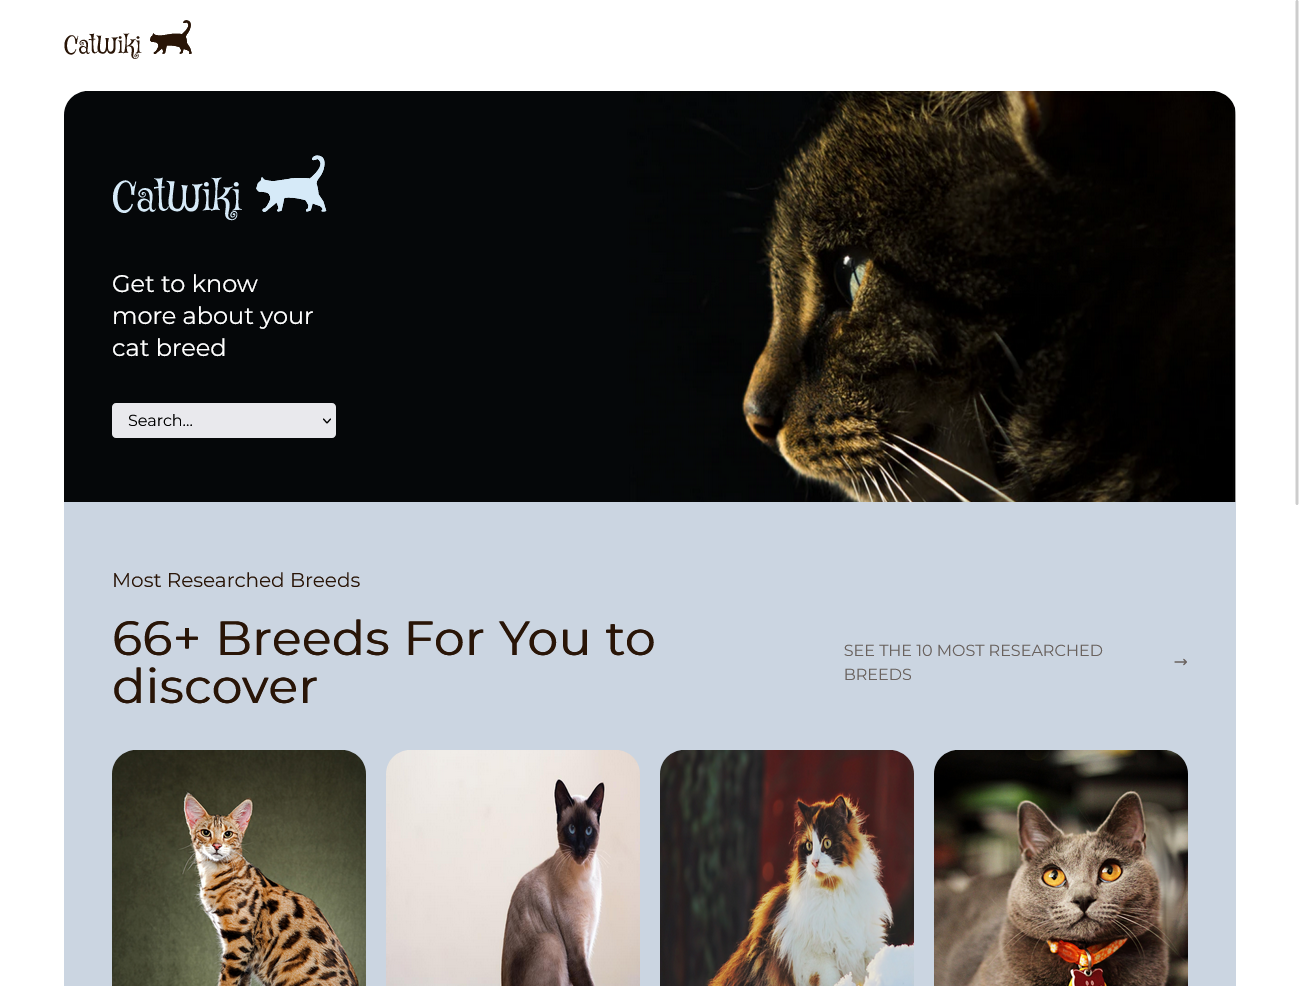 CatWiki
CatWiki
Get to know
more about your
cat breed
Search...
Most Researched Breeds
66+ Breeds For You to
discover
SEE THE 10 MOST RESEARCHED
BREEDS
→